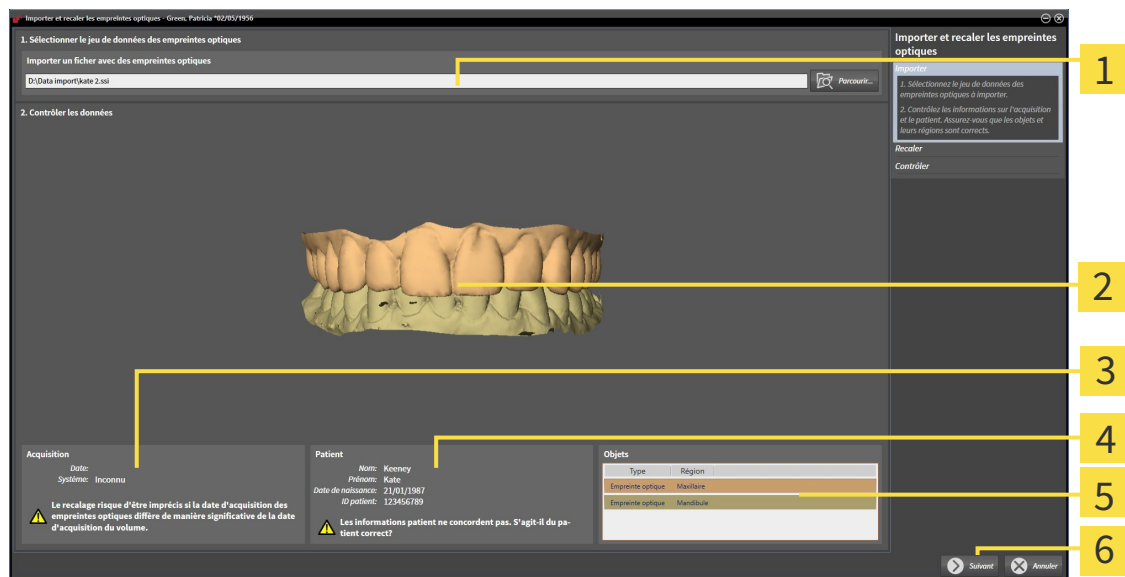 Importer et recaler les empreintes optiques - Green, Patricia *02/05/1956
1. Sélectionner le jeu de données des empreintes optiques
Importer un ficher avec des empreintes optiques
D:\Data import\kate 2.ssi
Parcourir...
2. Contrôler les données
Acquisition
Date:
Système: Inconnu
Le recalage risque d'être imprécis si la date d'acquisition des
empreintes optiques diffère de manière significative de la date
d'acquisition du volume.
Patient
Nom: Keeney
Prénom: Kate
Date de naissance: 21/01/1987
ID patient: 123456789
Les informations patient ne concordent pas. S'agit-il du pa-
tient correct?
Objets
Type Région
Empreinte optique Maxillaire
Empreinte optique Mandibule
Importer et recaler les empreintes
optiques
Importer
1. Sélectionnez le jeu de données des
empreintes optiques à importer.
2. Contrôlez les informations sur l'acquisition
et le patient. Assurez-vous que les objets et
leurs régions sont corrects.
Recaler
Contrôler
Suivant
Annuler
1
2
3
4
5
6